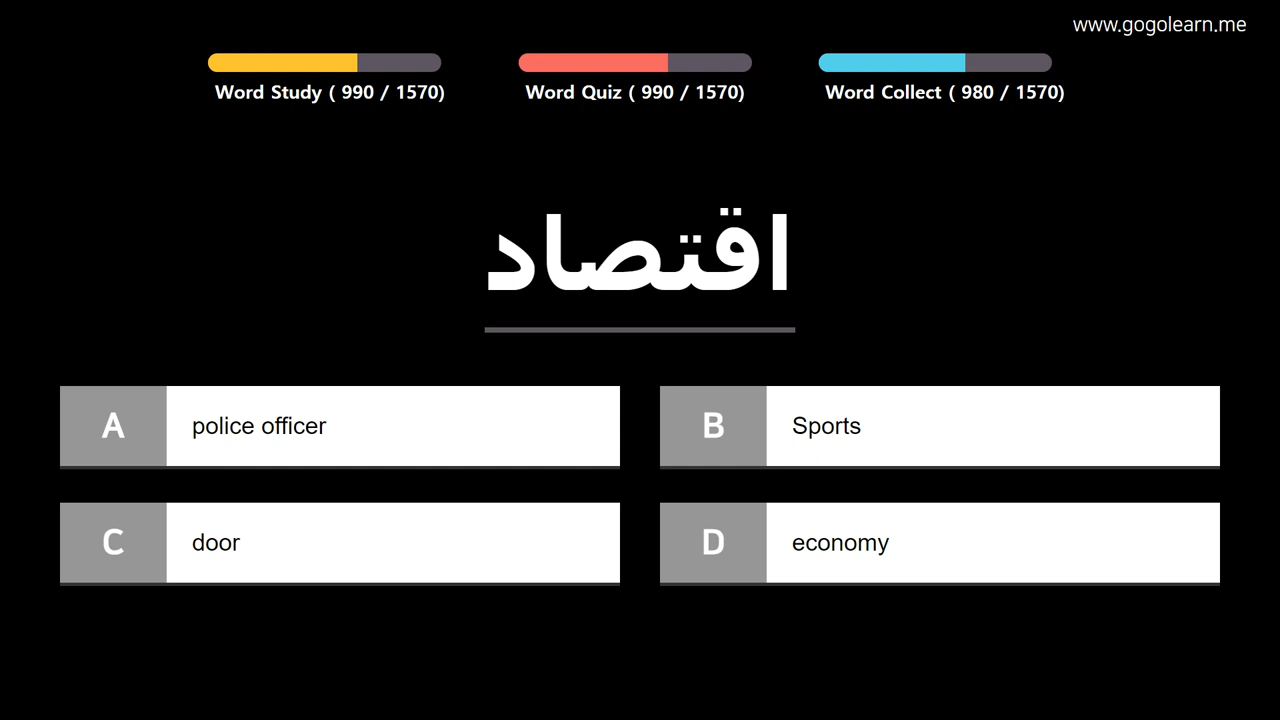 www.gogolearn.me
Word Study ( 990 / 1570)
Word Quiz ( 990 / 1570)
Word Collect ( 980 / 1570)
اقتصاد
A police officer
B Sports
C door
D economy